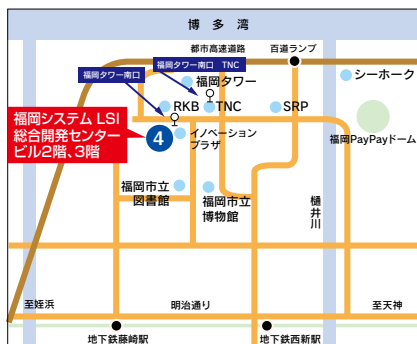 博多湾
都市高速道路
百道ランプ
福岡タワー南口 TNC
福岡タワー南口
福岡タワー
シーホーク
RKB
TNC
SRP
福岡システム LSI
総合開発センター
ビル2階、3階
4
イノベーション
プラザ
福岡PayPayドーム
福岡市立
図書館
福岡市立
博物館
樋井川
至姪浜
明治通り
至天神
地下鉄藤崎駅
地下鉄西新駅